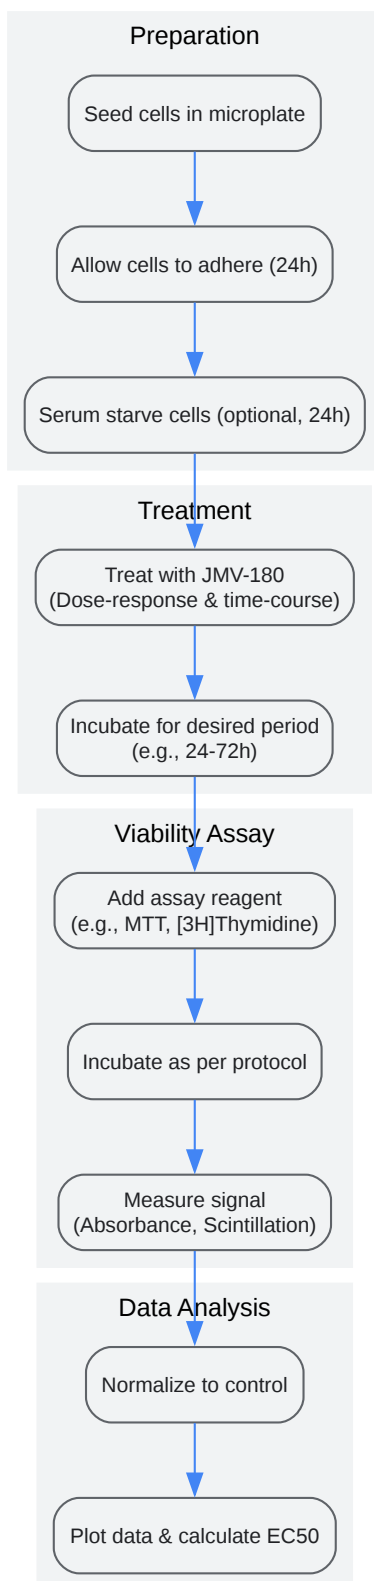 Preparation
Seed cells in microplate
Allow cells to adhere (24h)
Serum starve cells (optional, 24h)
Treatment
Treat with JMV-180
(Dose-response & time-course)
Incubate for desired period
(e.g., 24-72h)
Viability Assay
Add assay reagent
(e.g., MTT, [3H]Thymidine)
Incubate as per protocol
Measure signal
(Absorbance, Scintillation)
Data Analysis
Normalize to control
Plot data & calculate EC50